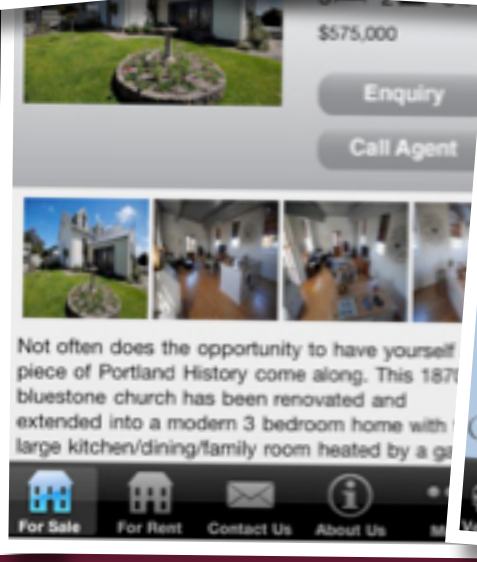 $575,000
Enquiry
Call Agent
Not often does the opportunity to have yourself
piece of Portland History come along. This 187
bluestone church has been renovated and
extended into a modern 3 bedroom home with
large kitchen/dining/family room heated by a ga
For Sale
For Rent
Contact Us
About Us